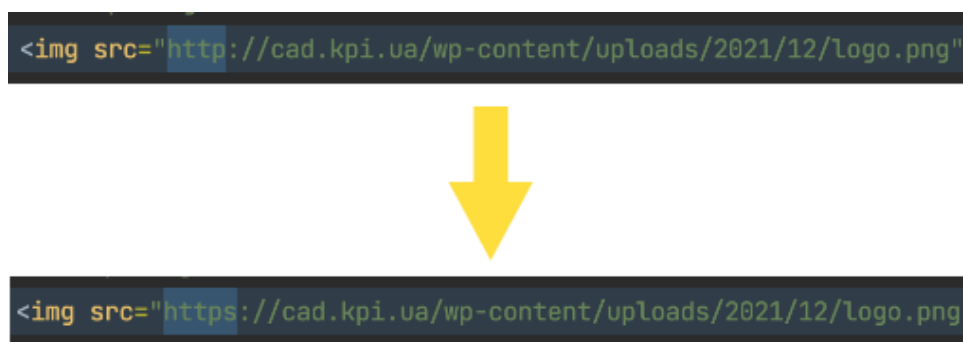 <img src="http://cad.kpi.ua/wp-content/uploads/2021/12/logo.png"
<img src="https://cad.kpi.ua/wp-content/uploads/2021/12/logo.png